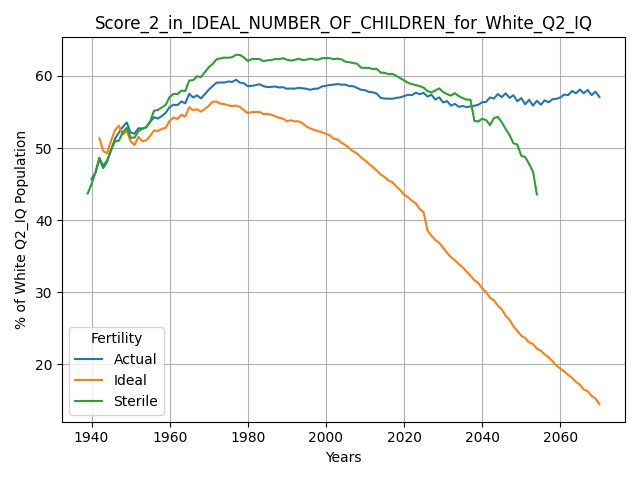 Score_2_in_IDEAL_NUMBER_OF_CHILDREN_for_White_Q2_IQ
% of White Q2_IQ Population
60
50
40
30
20
Fertility
Actual
Ideal
Sterile
1940 1960 1980 2000 2020 2040 2060
Years